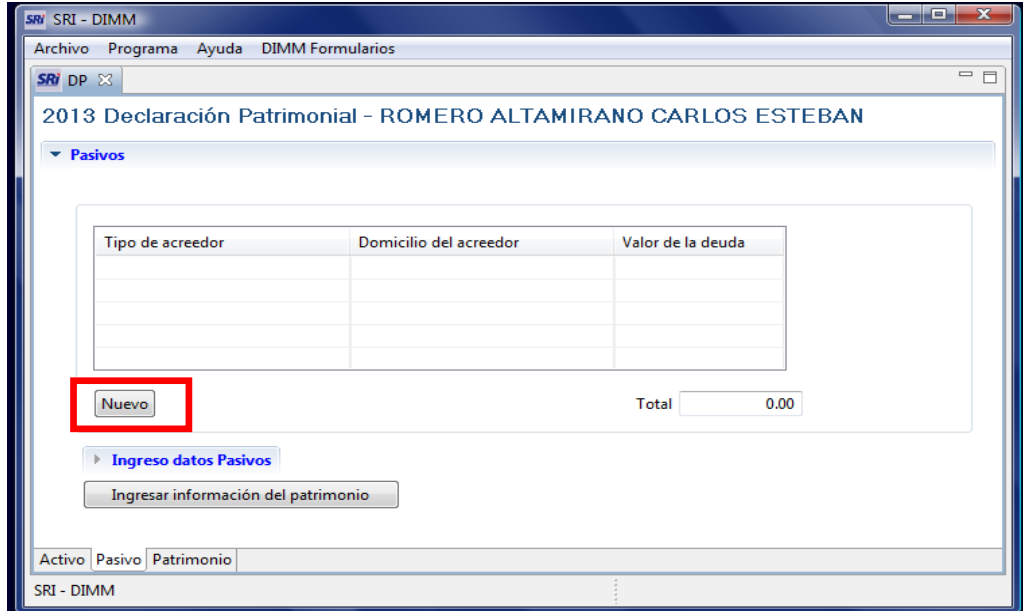 SRi SRI - DIMM
Archivo Programa Ayuda DIMM Formularios
SRi DP
2013 Declaración Patrimonial - ROMERO ALTAMIRANO CARLOS ESTEBAN
Pasivos
Tipo de acreedor Domicilio del acreedor Valor de la deuda
Nuevo Total 0.00
Ingreso datos Pasivos
Ingresar información del patrimonio
Activo Pasivo Patrimonio
SRI - DIMM